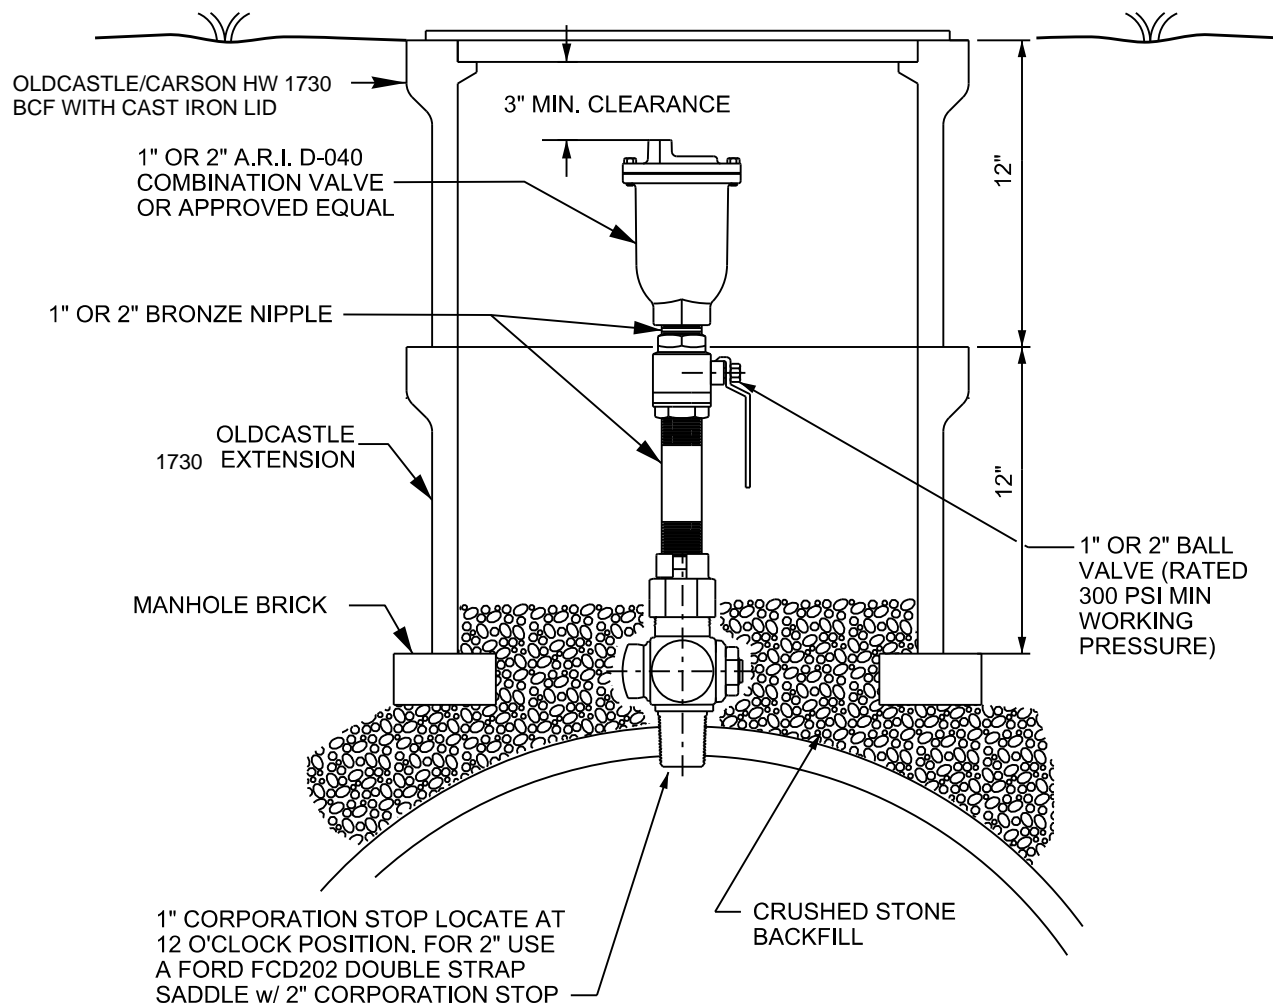 OLDCASTLE/CARSON HW 1730
BCF WITH CAST IRON LID
3" MIN. CLEARANCE
1" OR 2" A.R.I. D-040
COMBINATION VALVE
OR APPROVED EQUAL
12"
1" OR 2" BRONZE NIPPLE
OLDCASTLE
1730 EXTENSION
12"
1" OR 2" BALL
VALVE (RATED
300 PSI MIN
WORKING
PRESSURE)
MANHOLE BRICK
1" CORPORATION STOP LOCATE AT
12 O'CLOCK POSITION. FOR 2" USE
A FORD FCD202 DOUBLE STRAP
SADDLE w/ 2" CORPORATION STOP
CRUSHED STONE
BACKFILL